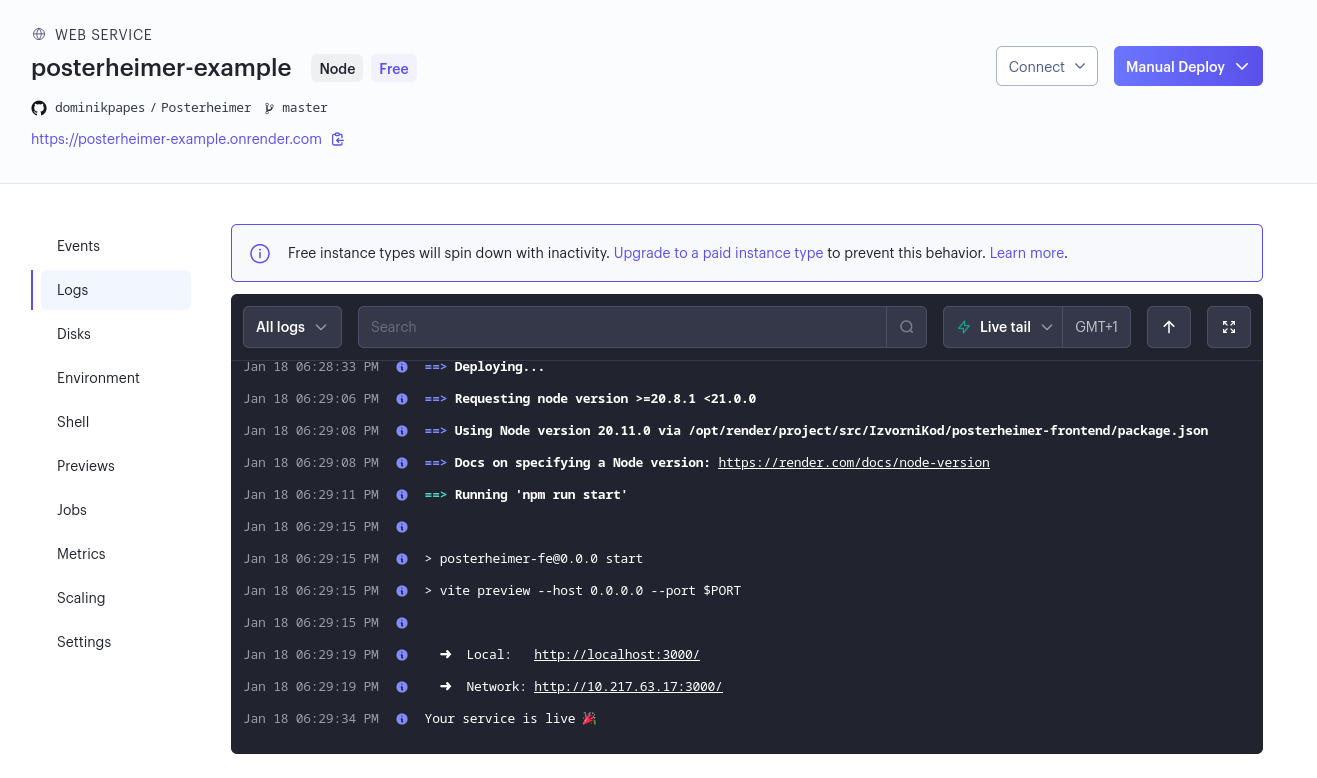 WEB SERVICE
posterheimer-example Node Free
Connect Manual Deploy
dominikpapes / Posterheimer master
https://posterheimer-example.onrender.com
Events
Logs
Disks
Environment
Shell
Previews
Jobs
Metrics
Scaling
Settings
Free instance types will spin down with inactivity. Upgrade to a paid instance type to prevent this behavior. Learn more.
All logs Search Live tail GMT+1
Jan 18 06:28:33 PM ==> Deploying...
Jan 18 06:29:06 PM ==> Requesting node version >=20.8.1 <21.0.0
Jan 18 06:29:08 PM ==> Using Node version 20.11.0 via /opt/render/project/src/IzvorniKod/posterheimer-frontend/package.json
Jan 18 06:29:08 PM ==> Docs on specifying a Node version: https://render.com/docs/node-version
Jan 18 06:29:11 PM ==> Running 'npm run start'
Jan 18 06:29:15 PM
Jan 18 06:29:15 PM > posterheimer-fe@0.0.0 start
Jan 18 06:29:15 PM > vite preview --host 0.0.0.0 --port $PORT
Jan 18 06:29:15 PM
Jan 18 06:29:19 PM ➜ Local: http://localhost:3000/
Jan 18 06:29:19 PM ➜ Network: http://10.217.63.17:3000/
Jan 18 06:29:34 PM Your service is live 🎉